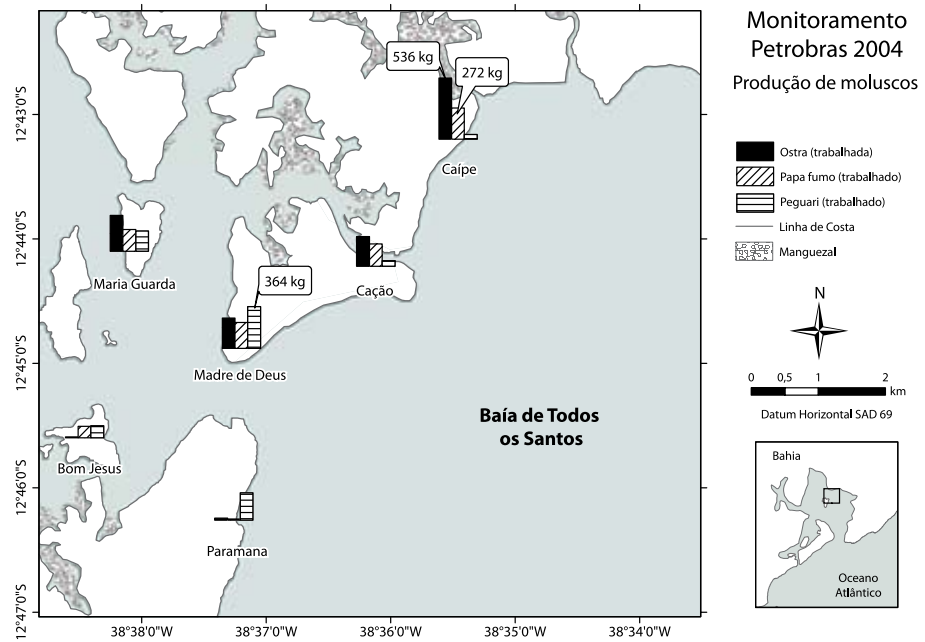 Monitoramento
Petrobras 2004
Produção de moluscos
Ostra (trabalhada)
Papa fumo (trabalhado)
Peguari (trabalhado)
Linha de Costa
Manguezal
N
0 0,5 1 2
km
Datum Horizontal SAD 69
Bahia
Oceano
Atlântico
536 kg
272 kg
Caípe
Maria Guarda
364 kg
Cação
Madre de Deus
Baía de Todos
os Santos
Bom Jesus
Paramana
12°43'0"S
12°44'0"S
12°45'0"S
12°46'0"S
12°47'0"S
38°38'0"W 38°37'0"W 38°36'0"W 38°35'0"W 38°34'0"W